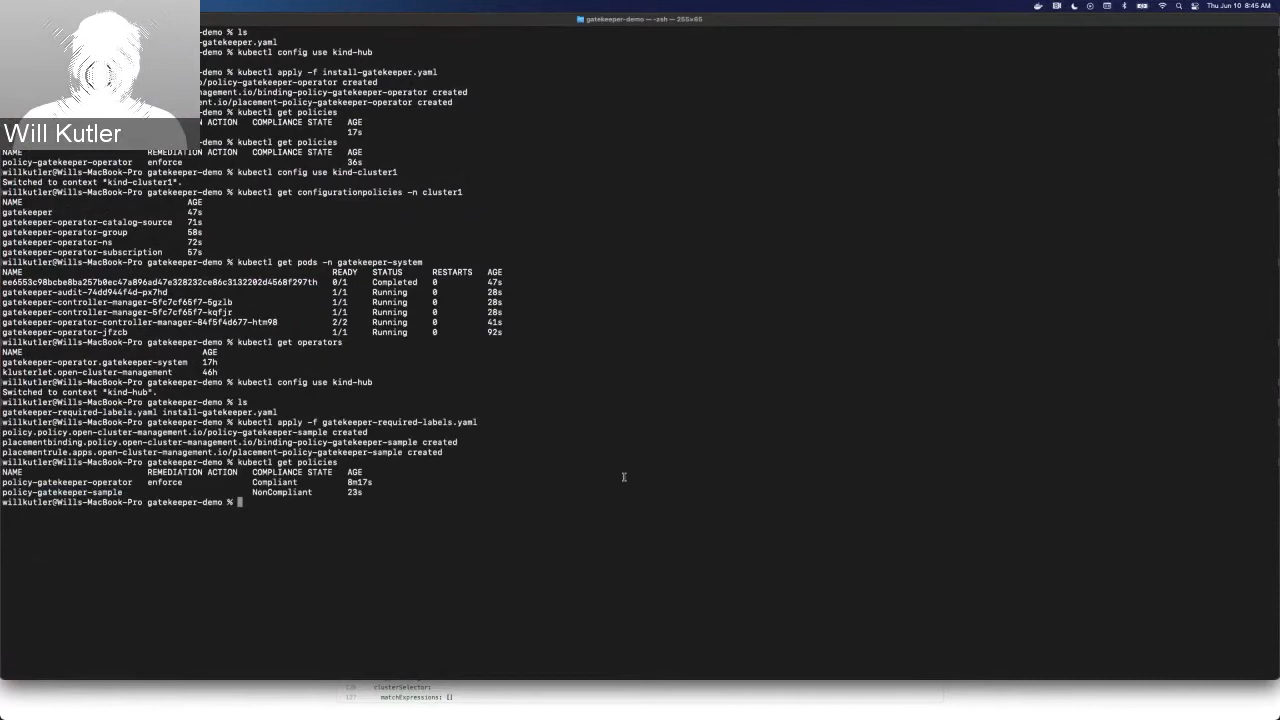 Thu Jun 10 8:45 AM
gatekeeper-demo — -zsh — 255×65
Will Kutler
-demo % ls
-gatekeeper.yaml
-demo % kubectl config use kind-hub
-demo % kubectl apply -f install-gatekeeper.yaml
io/policy-gatekeeper-operator created
nagement.io/binding-policy-gatekeeper-operator created
nt.io/placement-policy-gatekeeper-operator created
-demo % kubectl get policies
N ACTION   COMPLIANCE STATE   AGE
17s
-demo % kubectl get policies
NAME   REMEDIATION ACTION   COMPLIANCE STATE   AGE
policy-gatekeeper-operator   enforce   36s
willkutler@Wills-MacBook-Pro gatekeeper-demo % kubectl config use kind-cluster1
Switched to context "kind-cluster1".
willkutler@Wills-MacBook-Pro gatekeeper-demo % kubectl get configurationpolicies -n cluster1
NAME   AGE
gatekeeper   47s
gatekeeper-operator-catalog-source   71s
gatekeeper-operator-group   58s
gatekeeper-operator-ns   72s
gatekeeper-operator-subscription   57s
willkutler@Wills-MacBook-Pro gatekeeper-demo % kubectl get pods -n gatekeeper-system
NAME   READY   STATUS   RESTARTS   AGE
ee6553c98bcbe8ba257b0ec47a896ad47e328232ce86c3132202d4568f297th   0/1   Completed   0   47s
gatekeeper-audit-74dd944f4d-px7hd   1/1   Running   0   28s
gatekeeper-controller-manager-5fc7cf65f7-5gzlb   1/1   Running   0   28s
gatekeeper-controller-manager-5fc7cf65f7-kqfjr   1/1   Running   0   28s
gatekeeper-operator-controller-manager-84f5f4d677-htm98   2/2   Running   0   41s
gatekeeper-operator-jfzcb   1/1   Running   0   92s
willkutler@Wills-MacBook-Pro gatekeeper-demo % kubectl get operators
NAME   AGE
gatekeeper-operator.gatekeeper-system   17h
klusterlet.open-cluster-management   46h
willkutler@Wills-MacBook-Pro gatekeeper-demo % kubectl config use kind-hub
Switched to context "kind-hub".
willkutler@Wills-MacBook-Pro gatekeeper-demo % ls
gatekeeper-required-labels.yaml install-gatekeeper.yaml
willkutler@Wills-MacBook-Pro gatekeeper-demo % kubectl apply -f gatekeeper-required-labels.yaml
policy.policy.open-cluster-management.io/policy-gatekeeper-sample created
placementbinding.policy.open-cluster-management.io/binding-policy-gatekeeper-sample created
placementrule.apps.open-cluster-management.io/placement-policy-gatekeeper-sample created
willkutler@Wills-MacBook-Pro gatekeeper-demo % kubectl get policies
NAME   REMEDIATION ACTION   COMPLIANCE STATE   AGE
policy-gatekeeper-operator   enforce   Compliant   8m17s
policy-gatekeeper-sample   NonCompliant   23s
willkutler@Wills-MacBook-Pro gatekeeper-demo %
126   clusterSelector:
127   matchExpressions: []